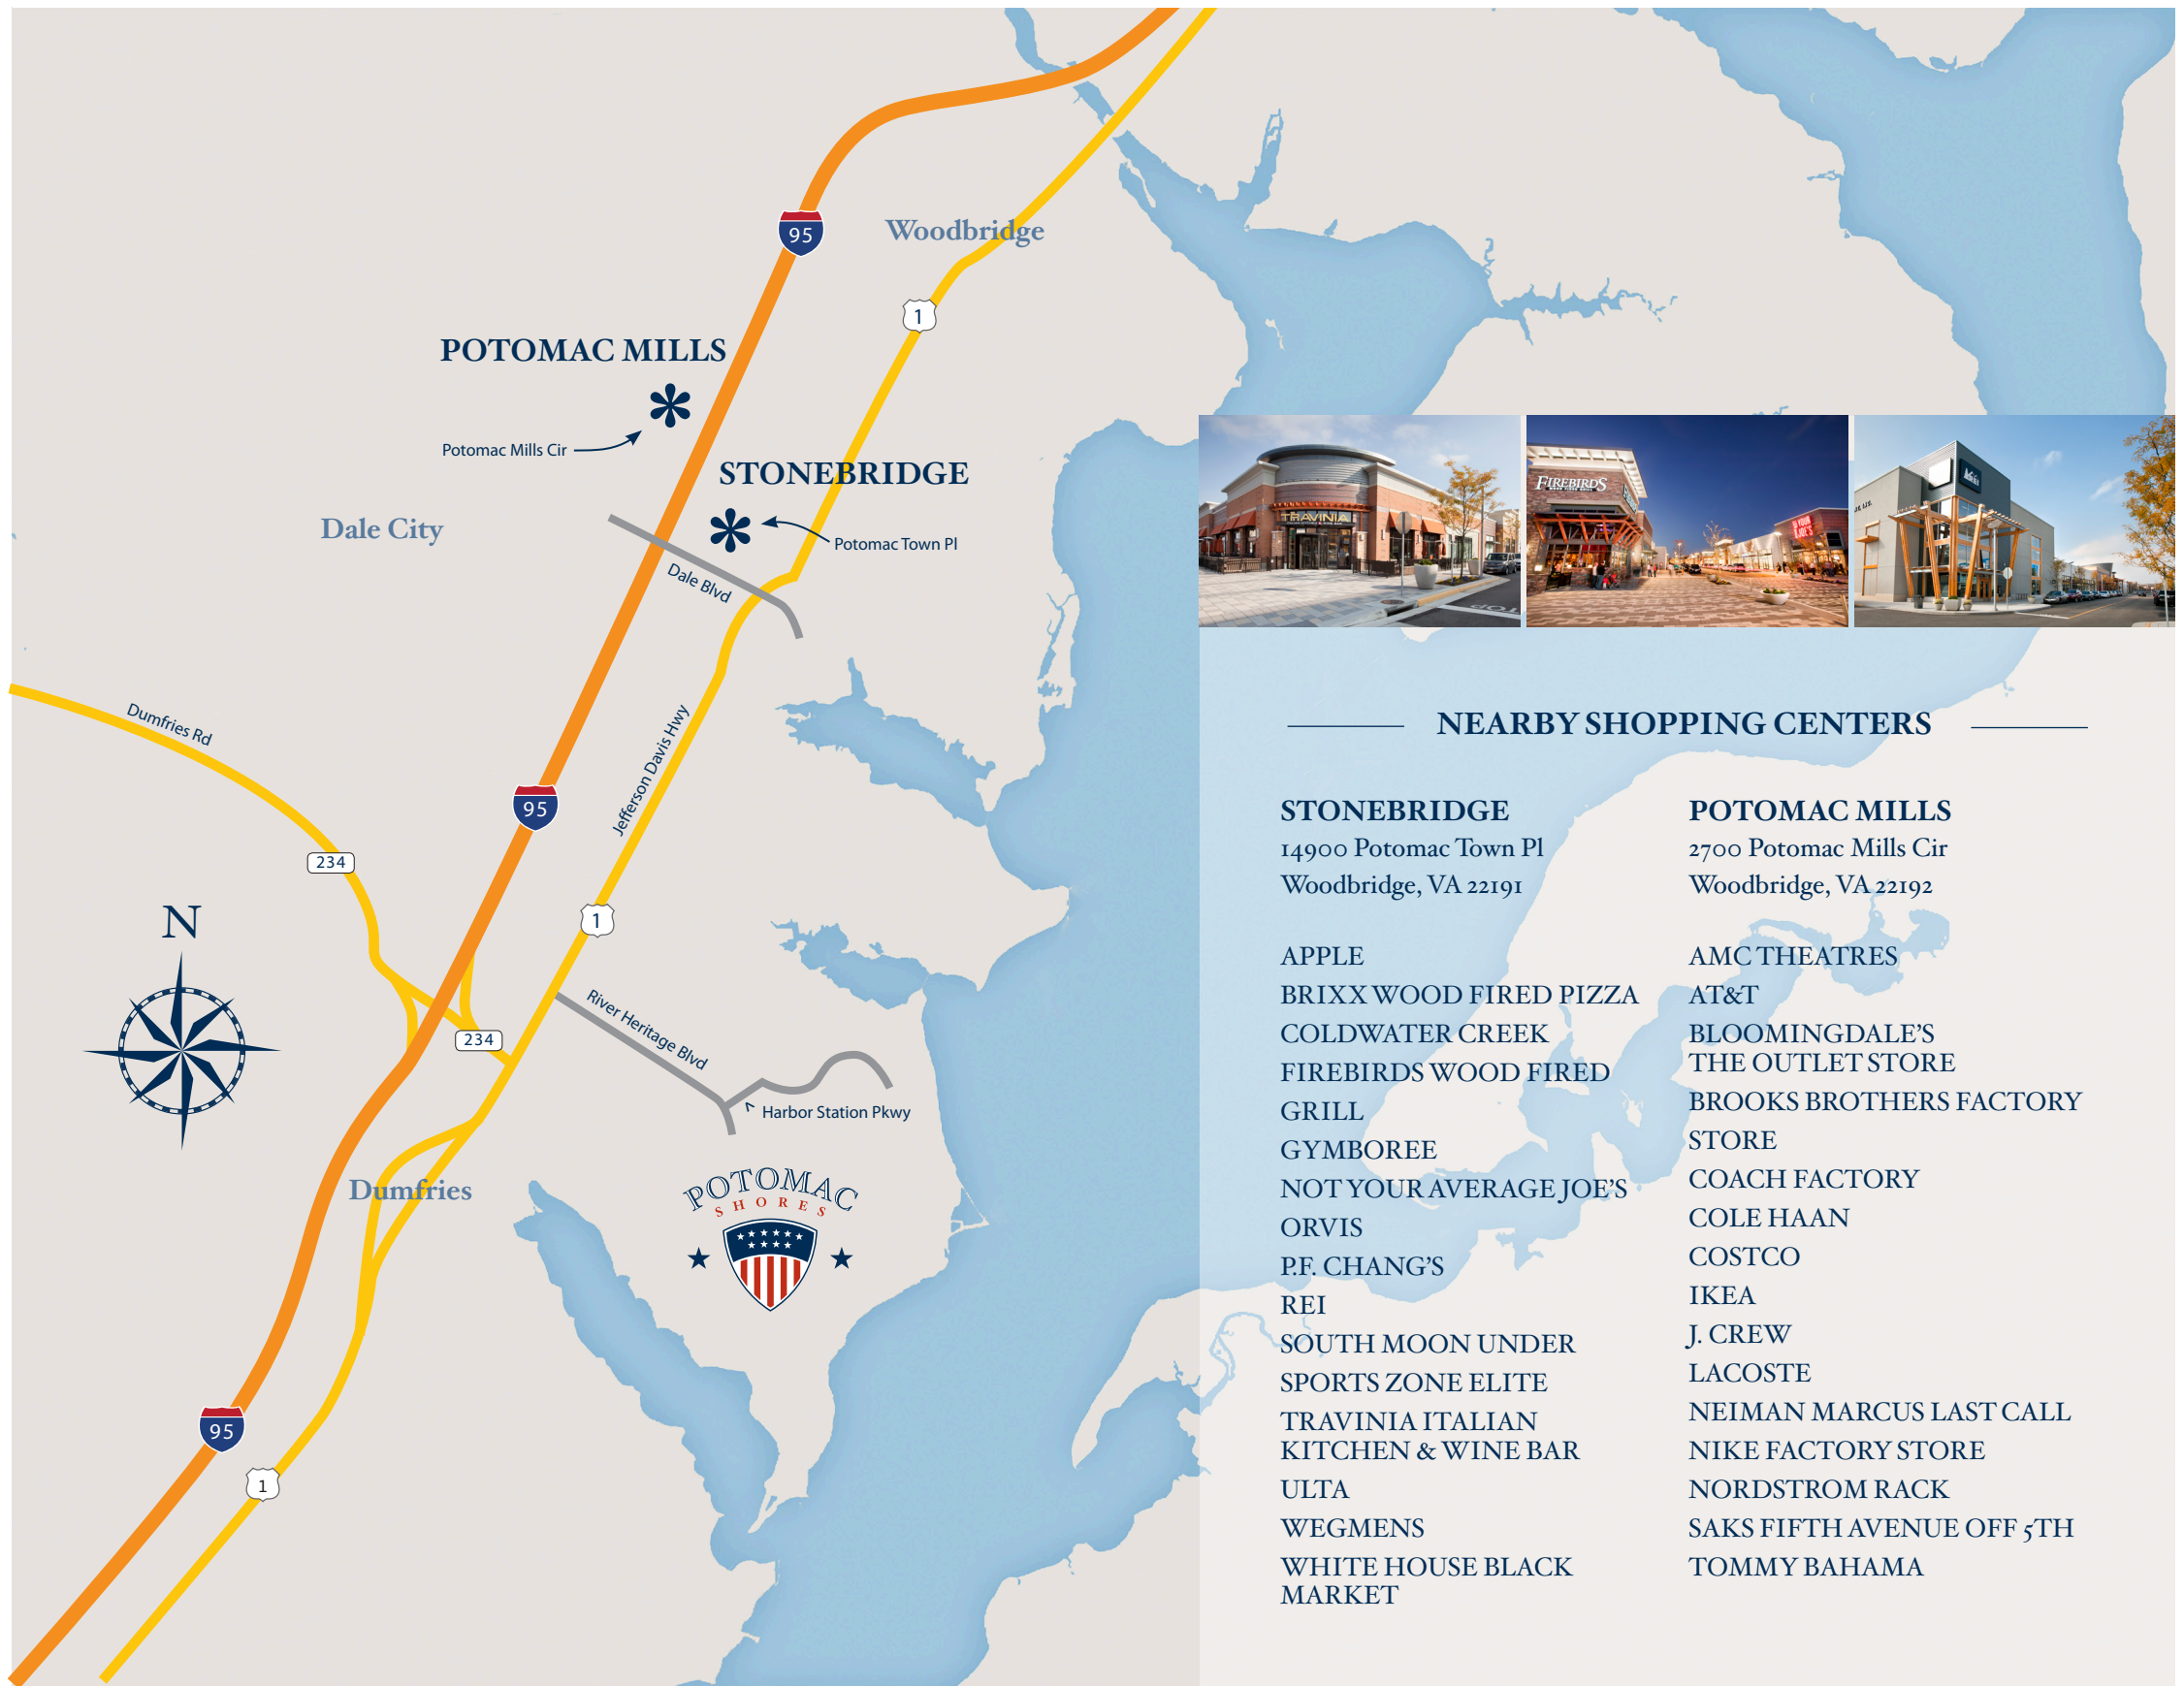 95
Woodbridge
1
POTOMAC MILLS
Potomac Mills Cir
STONEBRIDGE
Potomac Town Pl
Dale City
Dale Blvd
Dumfries Rd
Jefferson Davis Hwy
95
234
1
N
234
River Heritage Blvd
Harbor Station Pkwy
Dumfries
POTOMAC
SHORES
95
1
TRAVINIA
FIREBIRDS
NEARBY SHOPPING CENTERS
STONEBRIDGE
14900 Potomac Town Pl
Woodbridge, VA 22191
APPLE
BRIXX WOOD FIRED PIZZA
COLDWATER CREEK
FIREBIRDS WOOD FIRED
GRILL
GYMBOREE
NOT YOUR AVERAGE JOE'S
ORVIS
P.F. CHANG'S
REI
SOUTH MOON UNDER
SPORTS ZONE ELITE
TRAVINIA ITALIAN
KITCHEN & WINE BAR
ULTA
WEGMENS
WHITE HOUSE BLACK
MARKET
POTOMAC MILLS
2700 Potomac Mills Cir
Woodbridge, VA 22192
AMC THEATRES
AT&T
BLOOMINGDALE'S
THE OUTLET STORE
BROOKS BROTHERS FACTORY
STORE
COACH FACTORY
COLE HAAN
COSTCO
IKEA
J. CREW
LACOSTE
NEIMAN MARCUS LAST CALL
NIKE FACTORY STORE
NORDSTROM RACK
SAKS FIFTH AVENUE OFF 5TH
TOMMY BAHAMA